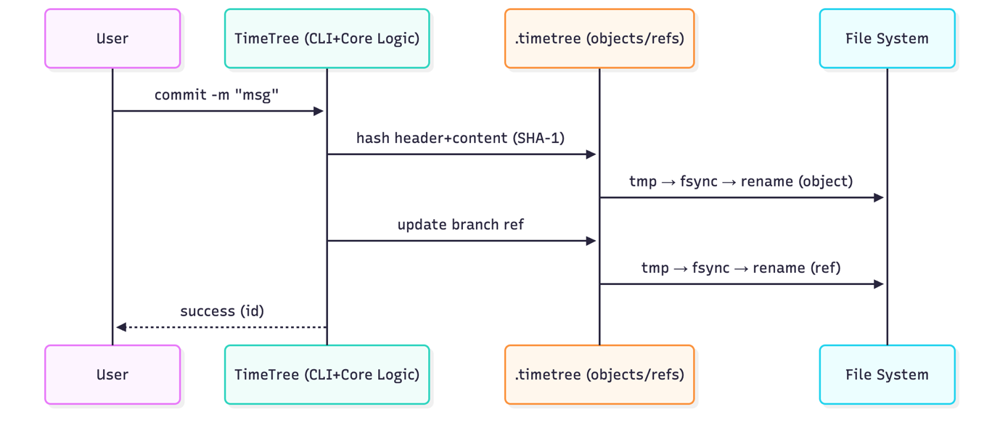 User
TimeTree (CLI+Core Logic)
.timetree (objects/refs)
File System
commit -m "msg"
hash header+content (SHA-1)
tmp → fsync → rename (object)
update branch ref
tmp → fsync → rename (ref)
success (id)
User
TimeTree (CLI+Core Logic)
.timetree (objects/refs)
File System